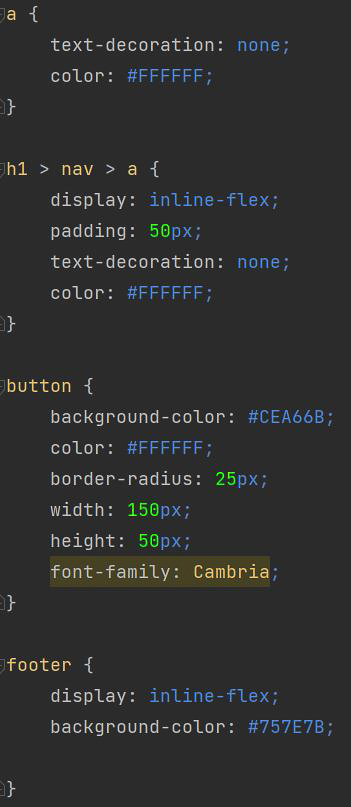 a {
    text-decoration: none;
    color: #FFFFFF;
}

h1 > nav > a {
    display: inline-flex;
    padding: 50px;
    text-decoration: none;
    color: #FFFFFF;
}

button {
    background-color: #CEA66B;
    color: #FFFFFF;
    border-radius: 25px;
    width: 150px;
    height: 50px;
    font-family: Cambria;
}

footer {
    display: inline-flex;
    background-color: #757E7B;

}